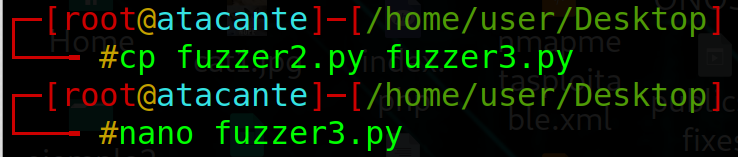 ┌─[root@atacante]─[/home/user/Desktop]
└──╼ #cp fuzzer2.py fuzzer3.py
┌─[root@atacante]─[/home/user/Desktop]
└──╼ #nano fuzzer3.py